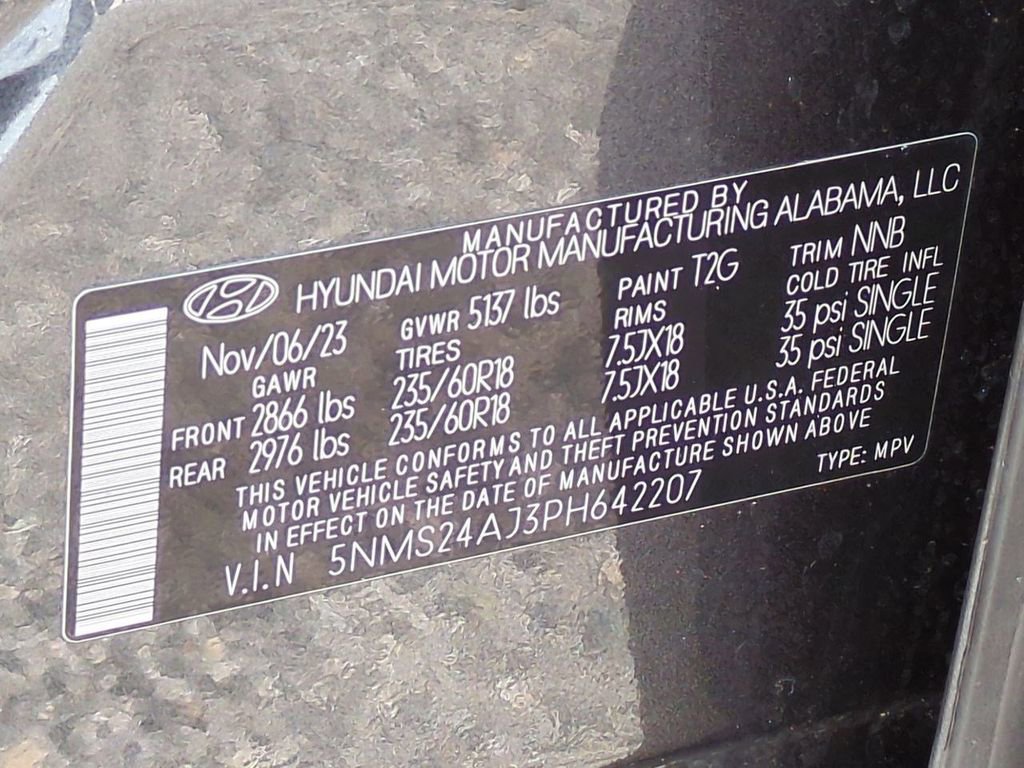 MANUFACTURED BY
HYUNDAI MOTOR MANUFACTURING ALABAMA, LLC
Nov/06/23 GVWR 5137 lbs PAINT T2G TRIM NNB
GAWR TIRES RIMS COLD TIRE INFL
FRONT 2866 lbs 235/60R18 7.5JX18 35 psi SINGLE
REAR 2976 lbs 235/60R18 7.5JX18 35 psi SINGLE
THIS VEHICLE CONFORMS TO ALL APPLICABLE U.S.A. FEDERAL
MOTOR VEHICLE SAFETY AND THEFT PREVENTION STANDARDS
IN EFFECT ON THE DATE OF MANUFACTURE SHOWN ABOVE
V.I.N 5NMS24AJ3PH642207 TYPE: MPV